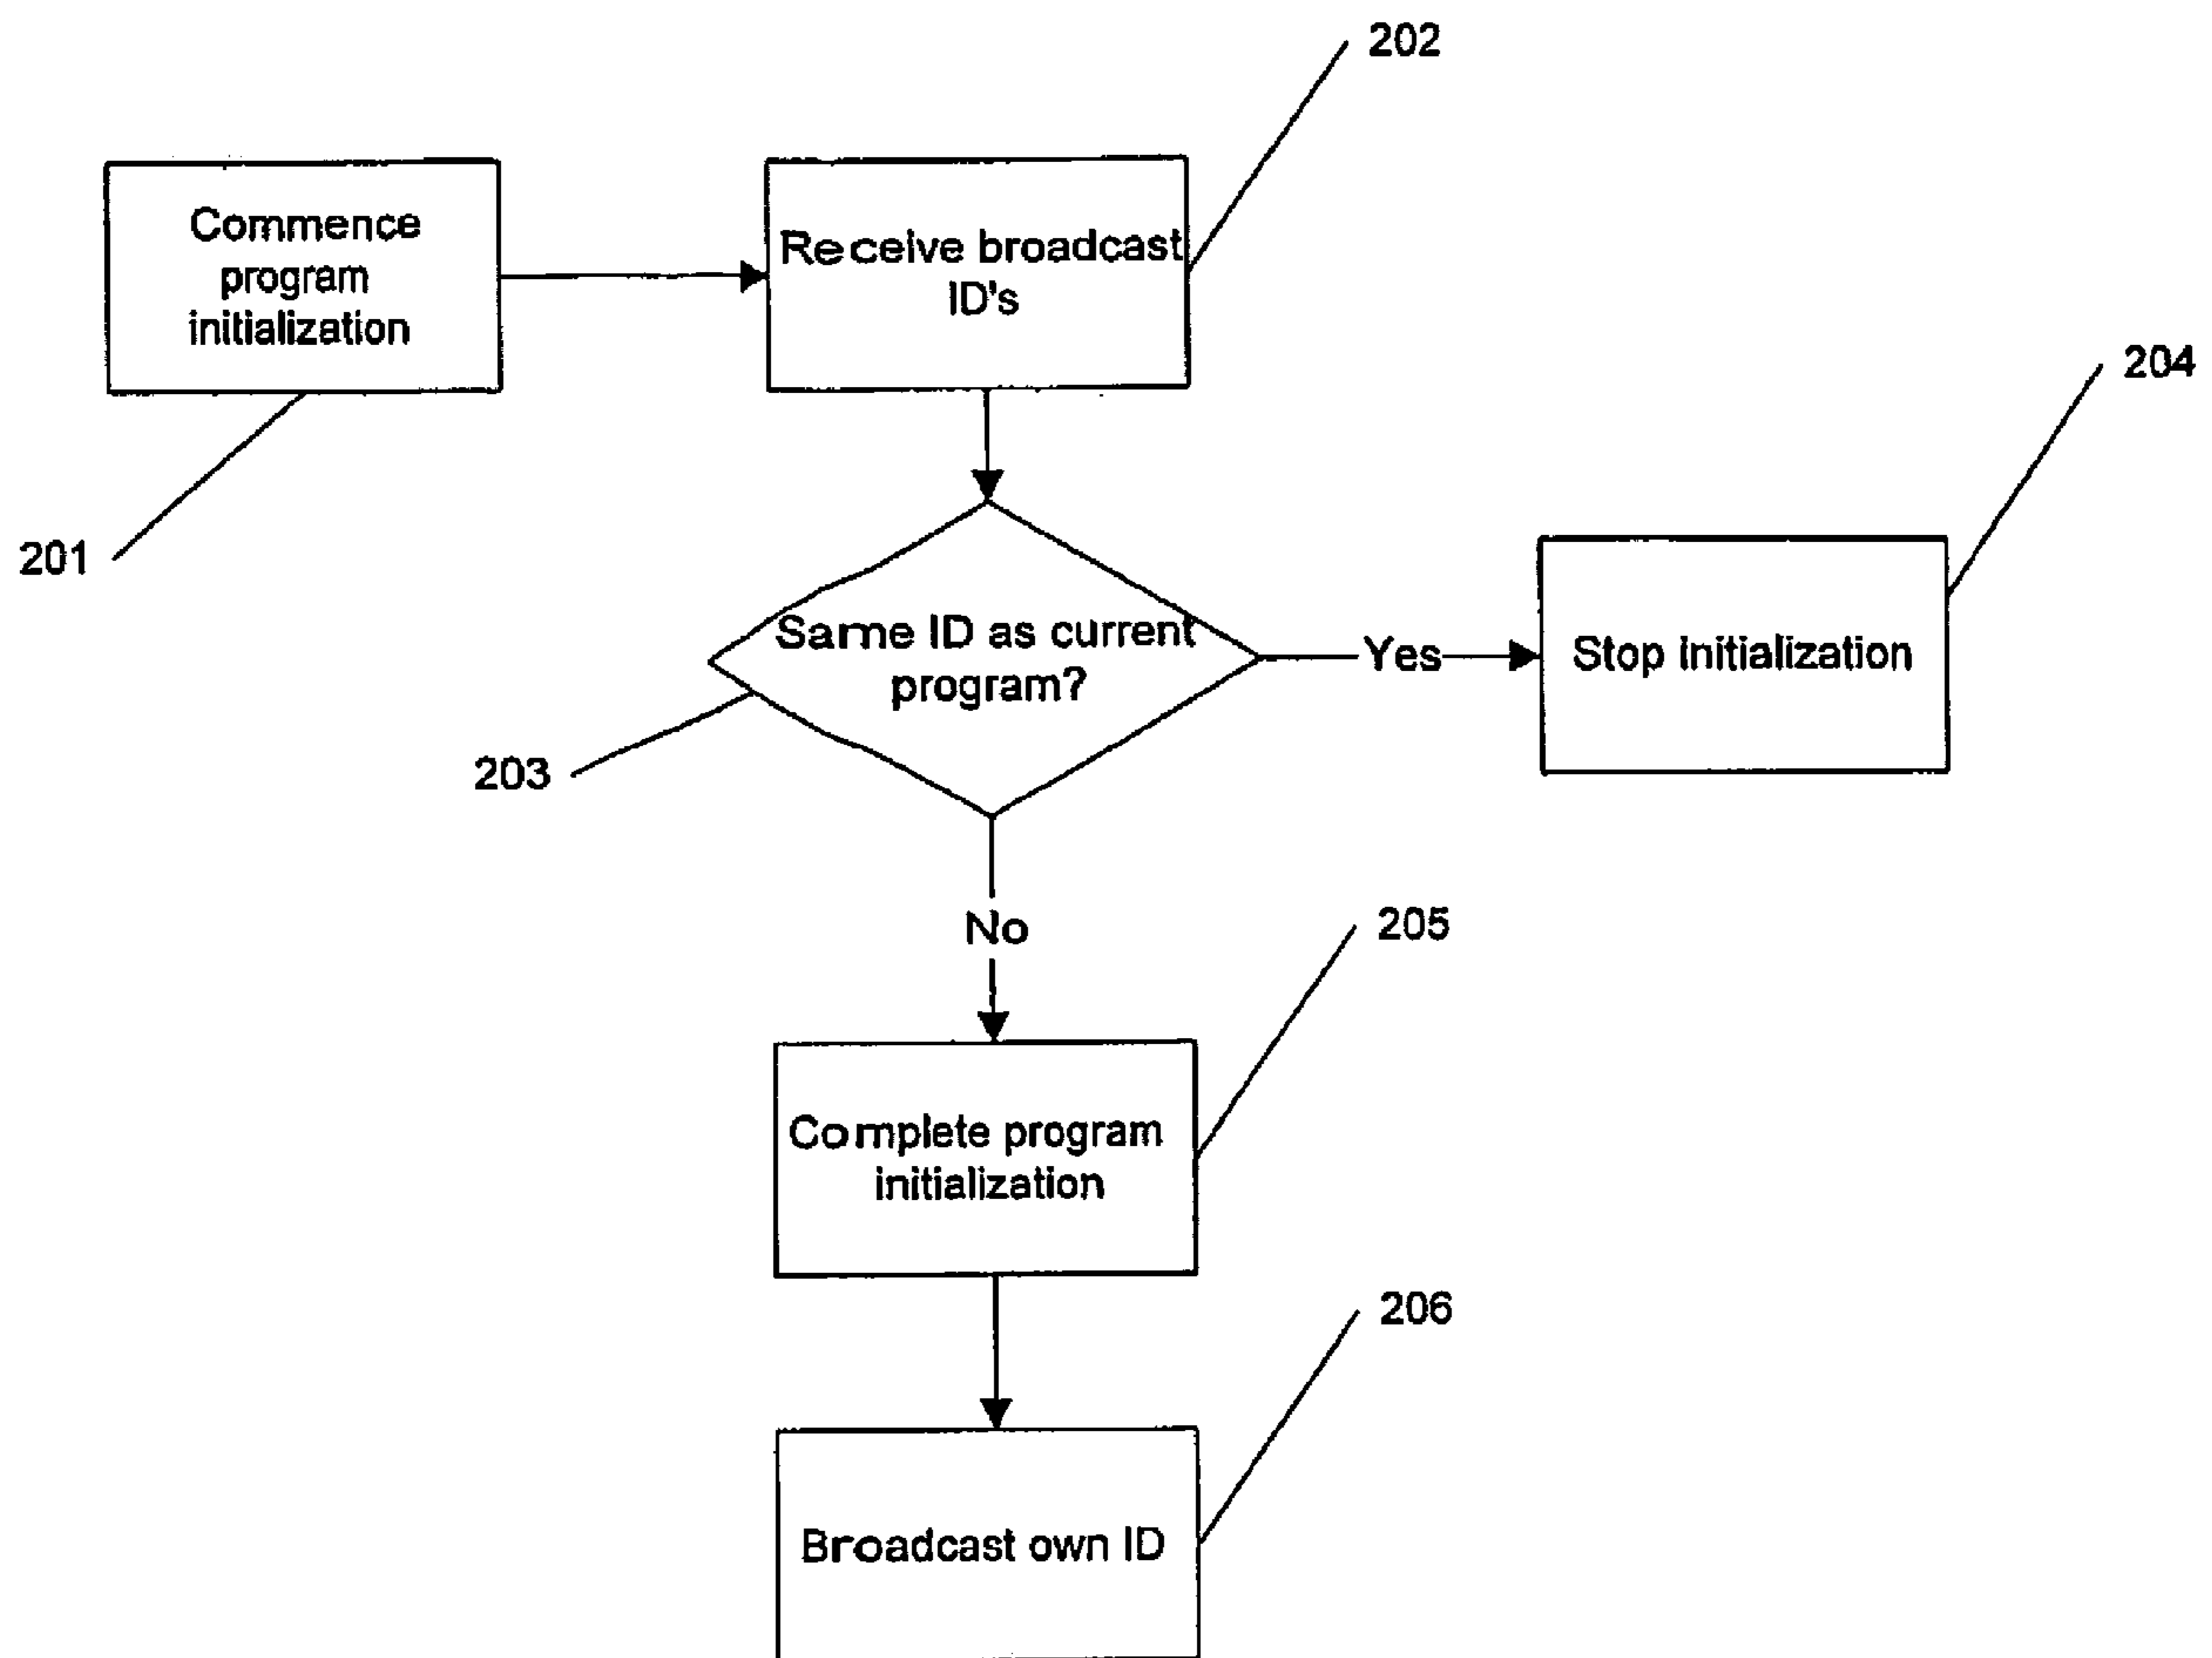 202
Commence
program
initialization
Receive broadcast
ID's
204
201
Same ID as current
program?
Yes
Stop Initialization
203
No
205
Complete program
initialization
206
Broadcast own ID